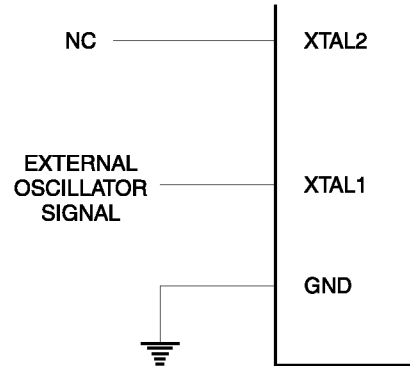 NC XTAL2
EXTERNAL
OSCILLATOR XTAL1
SIGNAL
GND